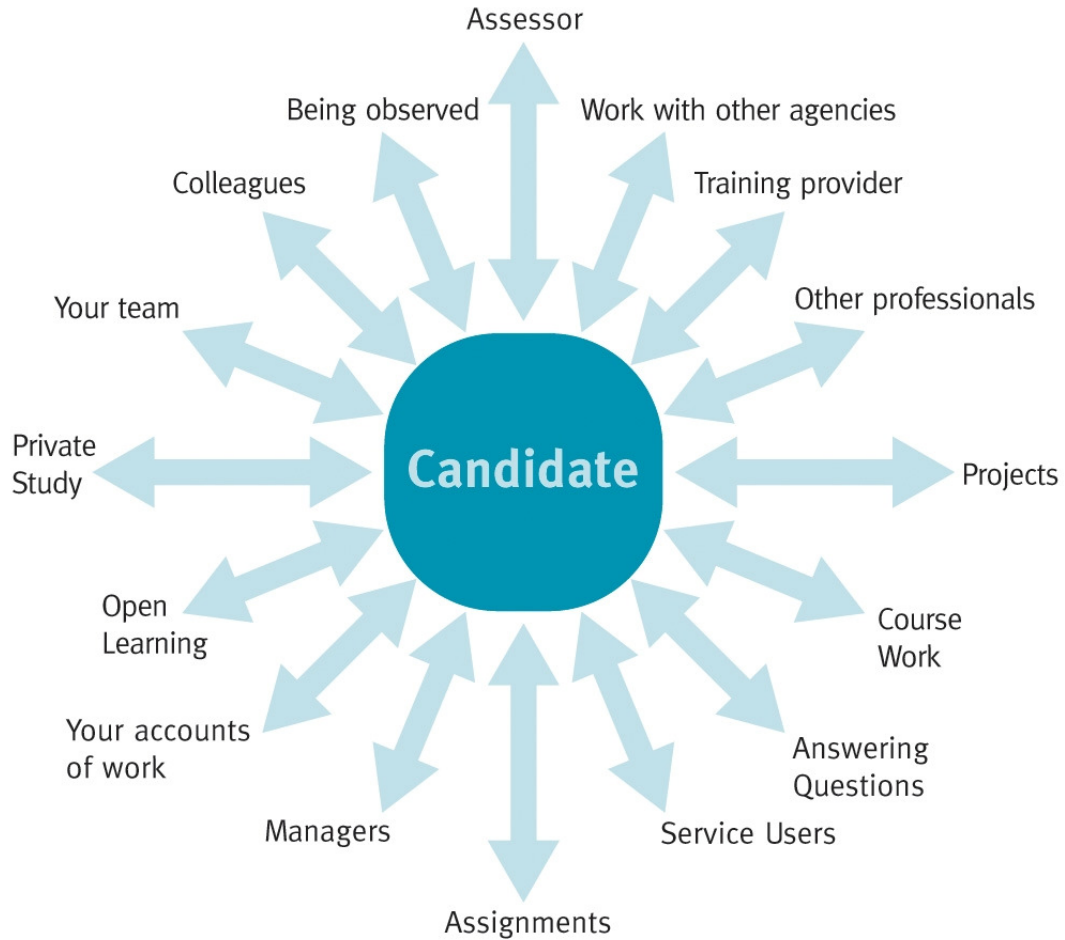 Assessor
Being observed
Work with other agencies
Colleagues
Training provider
Your team
Other professionals
Private
Study
Candidate
Projects
Open
Learning
Course
Work
Your accounts
of work
Answering
Questions
Managers
Service Users
Assignments